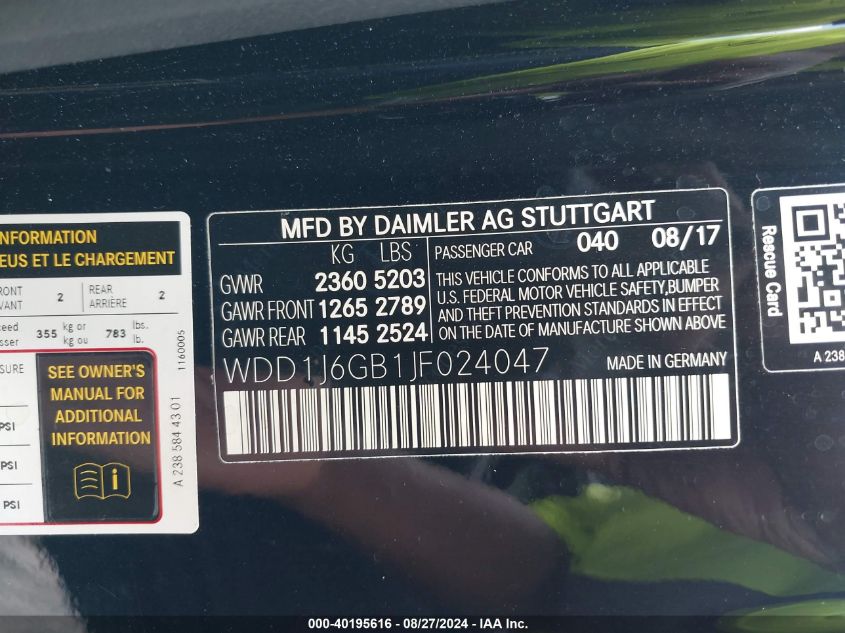 INFORMATION
EUS ET LE CHARGEMENT
FRONT
VANT
2
REAR
ARRIÈRE
2
355 kg or
kg ou
783 lbs.
lb.
SEE OWNER'S
MANUAL FOR
ADDITIONAL
INFORMATION
PSI
PSI
PSI
1160005
A 238 584 43 01
MFD BY DAIMLER AG STUTTGART
KG LBS
GVWR 2360 5203
GAWR FRONT 1265 2789
GAWR REAR 1145 2524
PASSENGER CAR 040 08/17
THIS VEHICLE CONFORMS TO ALL APPLICABLE
U.S. FEDERAL MOTOR VEHICLE SAFETY,BUMPER
AND THEFT PREVENTION STANDARDS IN EFFECT
ON THE DATE OF MANUFACTURE SHOWN ABOVE
WDD1J6GB1JF024047
MADE IN GERMANY
Rescue Card
A 238
000-40195616 - 08/27/2024 - IAA Inc.